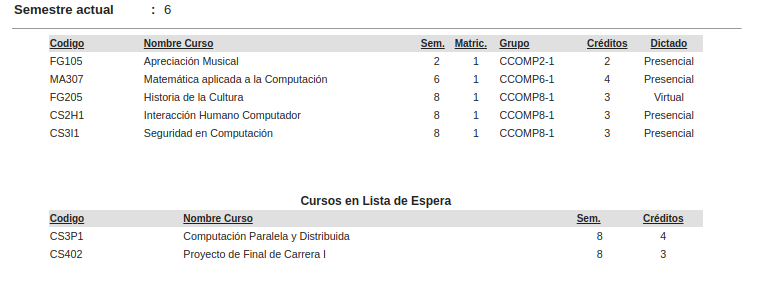 Semestre actual : 6
Codigo Nombre Curso Sem. Matric. Grupo Créditos Dictado
FG105 Apreciación Musical 2 1 CCOMP2-1 2 Presencial
MA307 Matemática aplicada a la Computación 6 1 CCOMP6-1 4 Presencial
FG205 Historia de la Cultura 8 1 CCOMP8-1 3 Virtual
CS2H1 Interacción Humano Computador 8 1 CCOMP8-1 3 Presencial
CS3I1 Seguridad en Computación 8 1 CCOMP8-1 3 Presencial
Cursos en Lista de Espera
Codigo Nombre Curso Sem. Créditos
CS3P1 Computación Paralela y Distribuida 8 4
CS402 Proyecto de Final de Carrera I 8 3